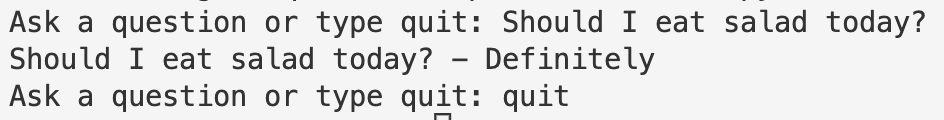 Ask a question or type quit: Should I eat salad today?
Should I eat salad today? – Definitely
Ask a question or type quit: quit